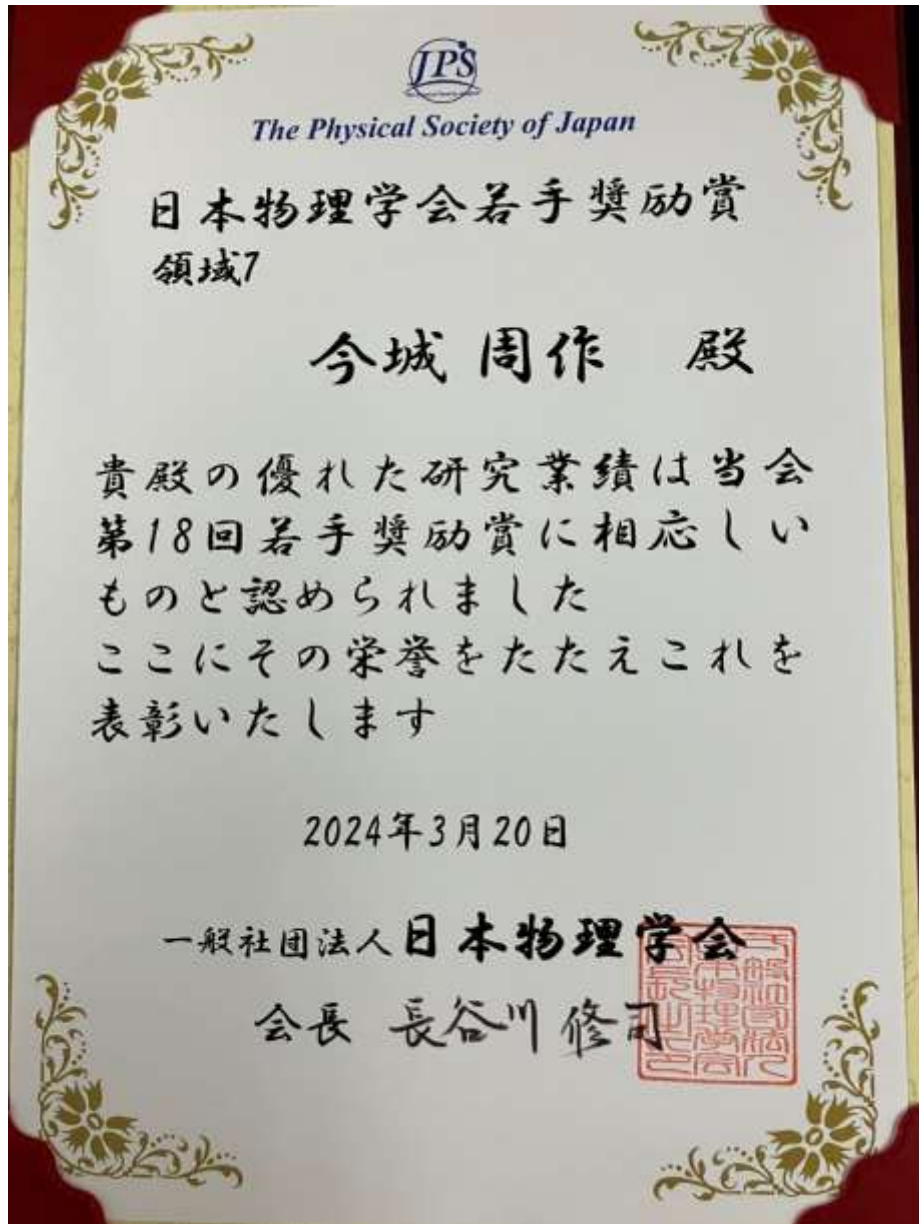 JPS
The Physical Society of Japan
日本物理学会若手奨励賞
領域7
今城 周作 殿
貴殿の優れた研究業績は当会
第18回若手奨励賞に相応しい
ものと認められました
ここにその栄誉をたたえこれを
表彰いたします
2024年3月20日
一般社団法人日本物理学会
会長 長谷川 修司